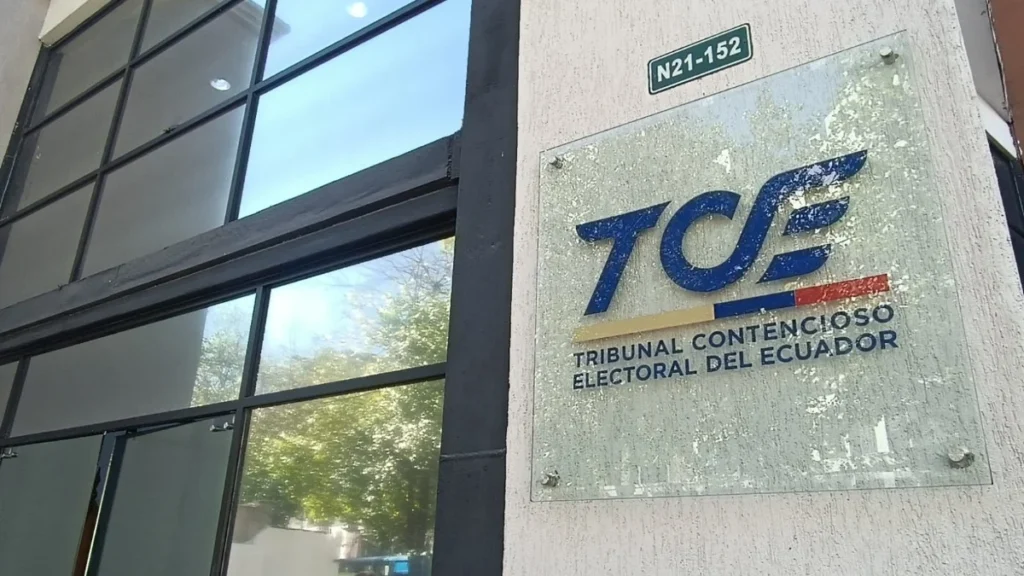 N21-152
TCE
TRIBUNAL CONTENCIOSO
ELECTORAL DEL ECUADOR